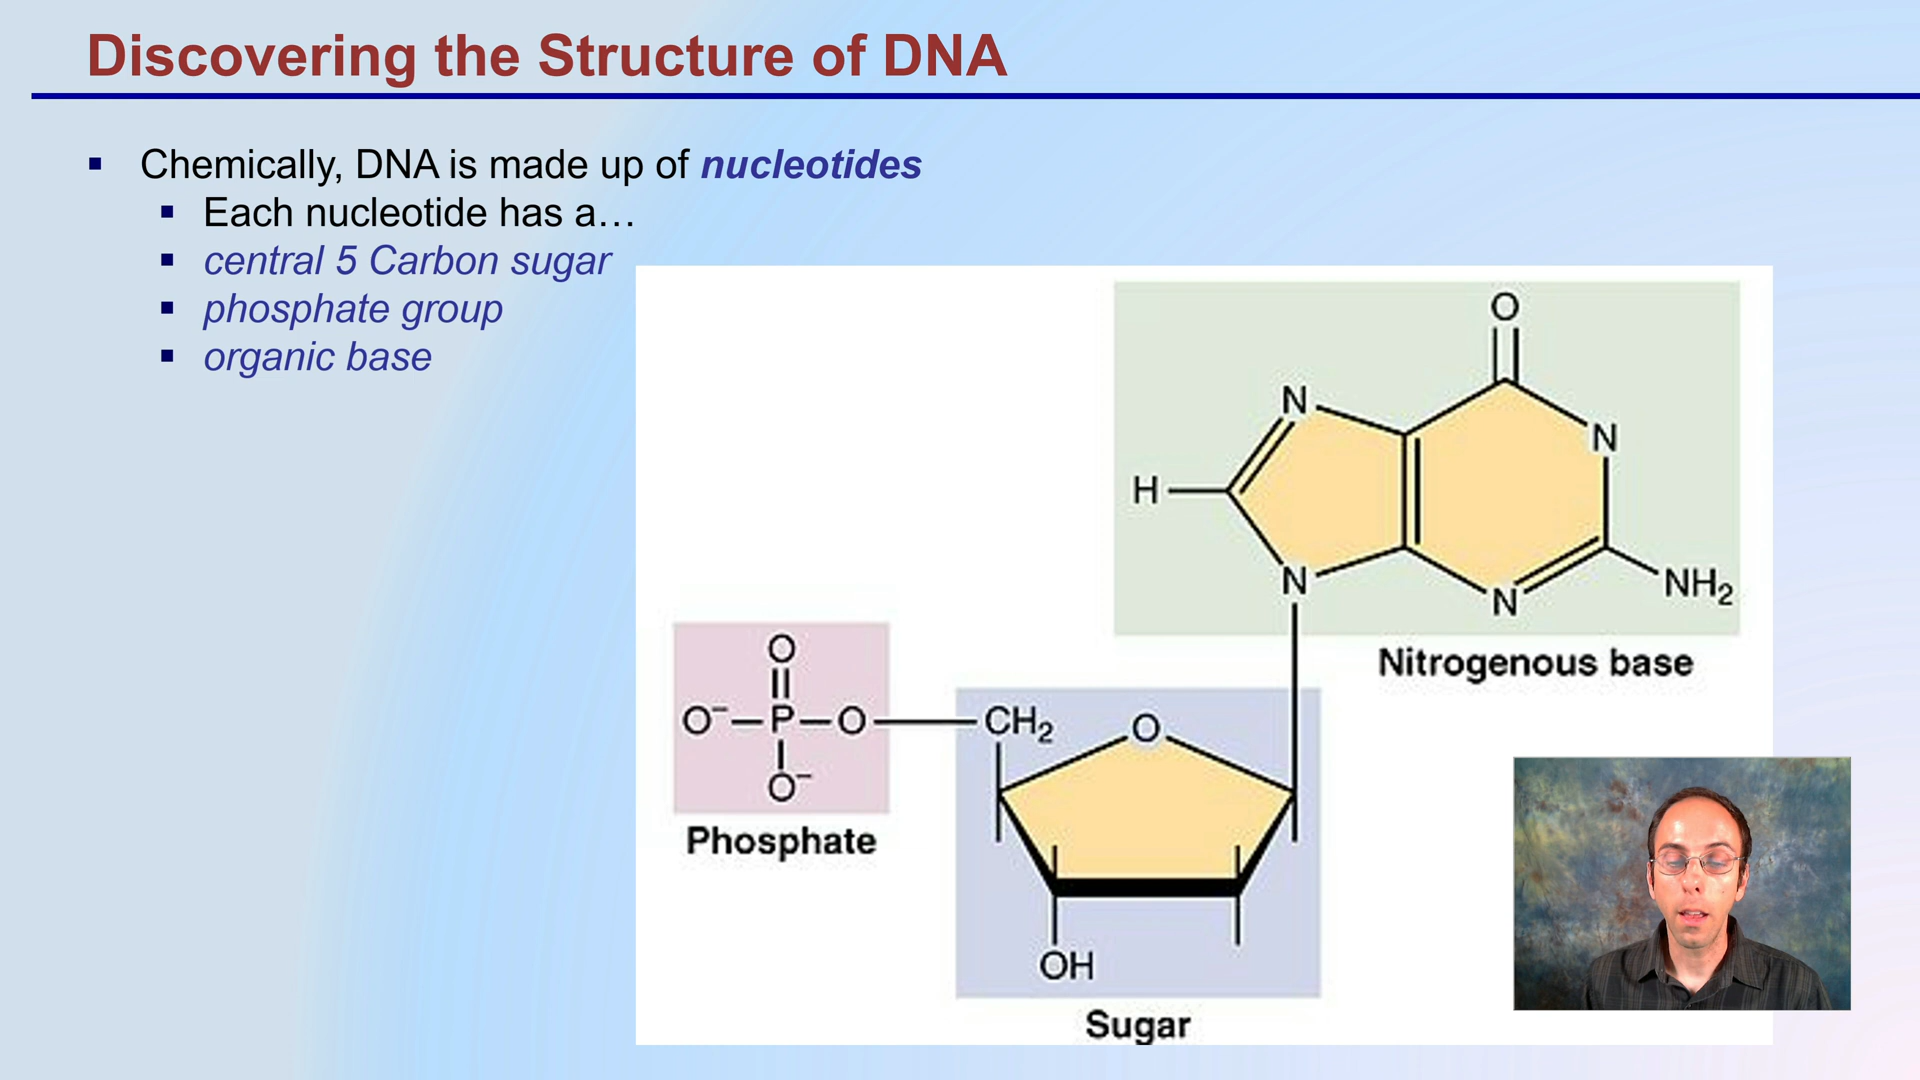 Discovering the Structure of DNA
▪ Chemically, DNA is made up of nucleotides
▪ Each nucleotide has a…
▪ central 5 Carbon sugar
▪ phosphate group
▪ organic base
O
N
N
H
N
N
NH₂
Nitrogenous base
O
O⁻—P—O
O⁻
Phosphate
CH₂
O
OH
Sugar